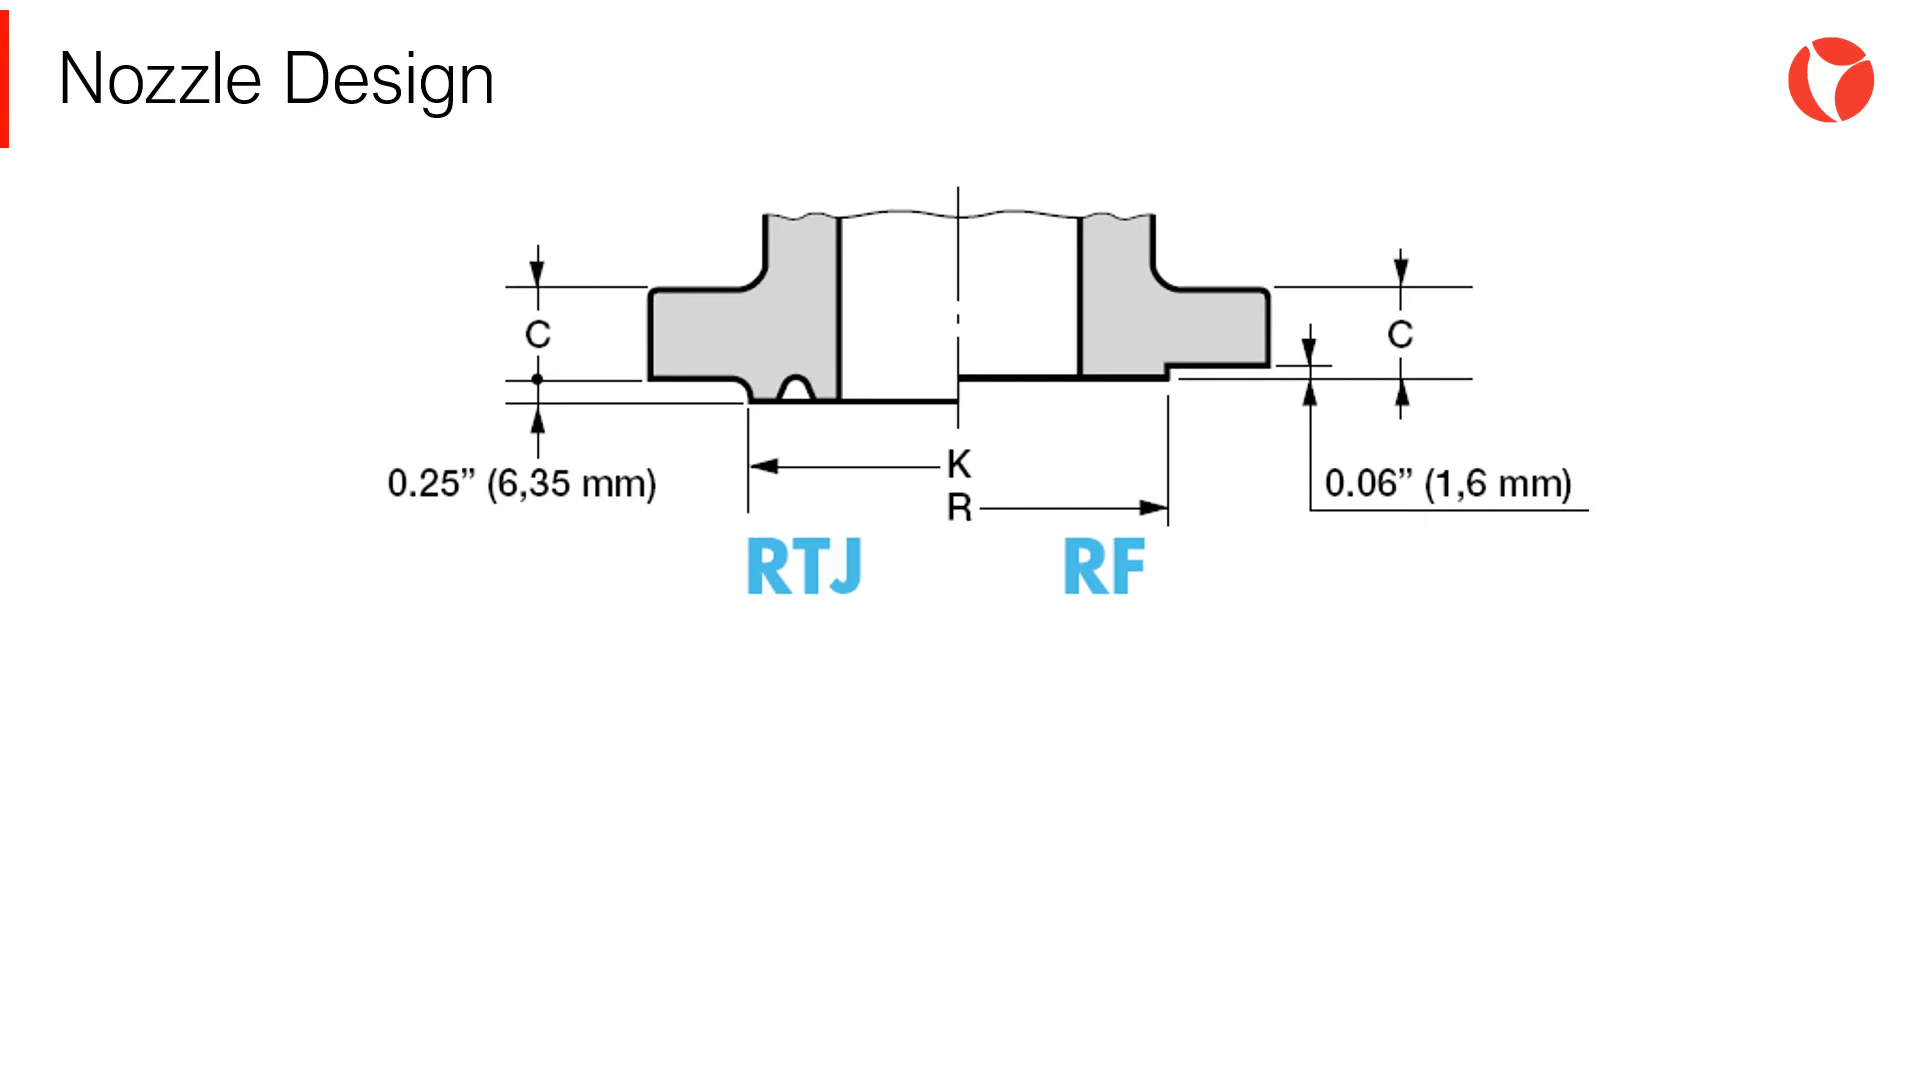 Nozzle Design
C
C
0.25” (6,35 mm)
K
R
0.06” (1,6 mm)
RTJ
RF